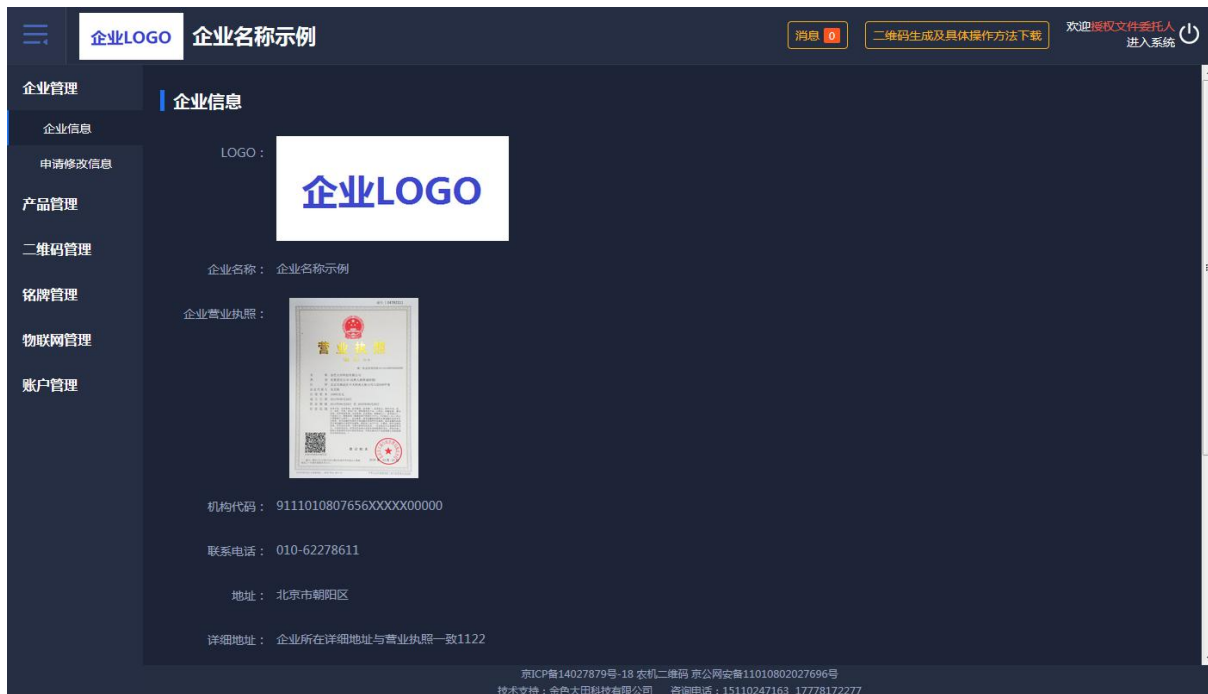 企业LOGO
企业名称示例
消息 0
二维码生成及具体操作方法下载
欢迎授权文件委托人
进入系统
企业管理
企业信息
申请修改信息
产品管理
二维码管理
铭牌管理
物联网管理
账户管理
企业信息
LOGO：
企业LOGO
企业名称： 企业名称示例
企业营业执照：
营业执照
机构代码： 9111010807656XXXXX00000
联系电话： 010-62278611
地址： 北京市朝阳区
详细地址： 企业所在详细地址与营业执照一致1122
京ICP备14027879号-18 农机二维码 京公网安备11010802027696号
技术支持：金色大田科技有限公司 咨询电话：15110247163 17778172277